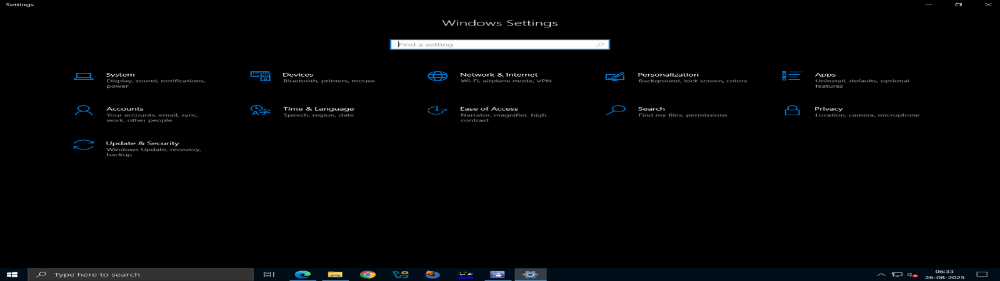 Settings
Windows Settings
Find a setting
System
Display, sound, notifications,
power
Devices
Bluetooth, printers, mouse
Network & Internet
Wi-Fi, airplane mode, VPN
Personalization
Background, lock screen, colors
Apps
Uninstall, defaults, optional
features
Accounts
Your accounts, email, sync,
work, other people
Time & Language
Speech, region, date
Ease of Access
Narrator, magnifier, high
contrast
Search
Find my files, permissions
Privacy
Location, camera, microphone
Update & Security
Windows Update, recovery,
backup
Type here to search
06:33
26-08-2025